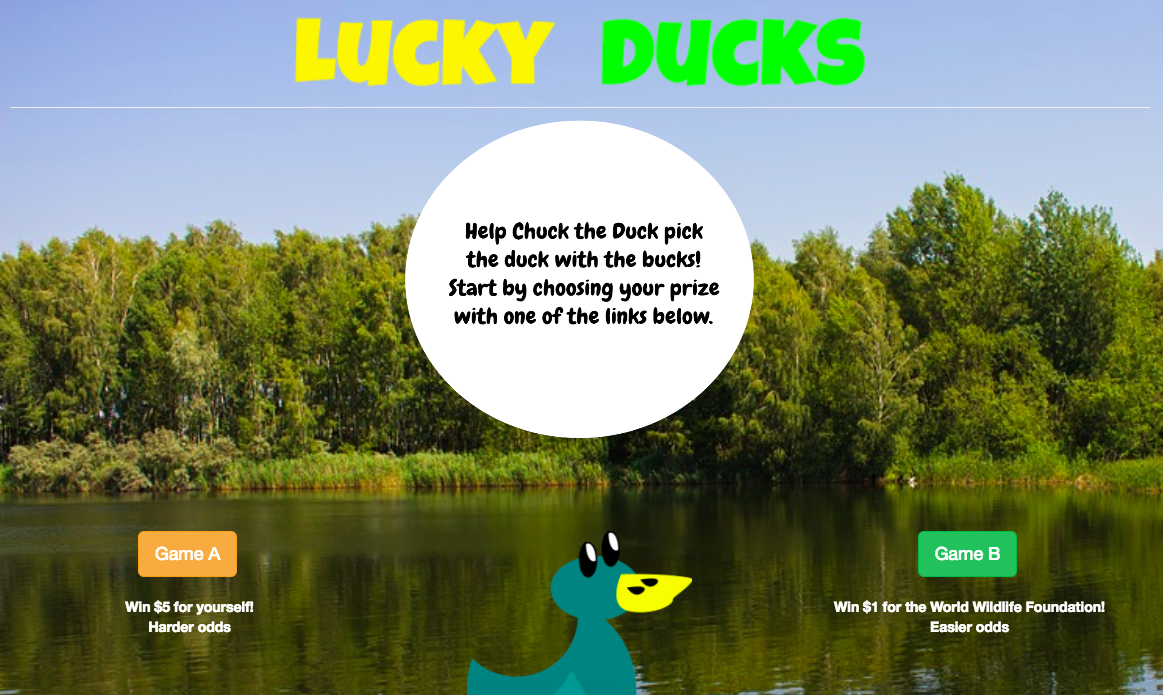 LUCKY DUCKS
Help Chuck the Duck pick
the duck with the bucks!
Start by choosing your prize
with one of the links below.
Game A
Win $5 for yourself!
Harder odds
Game B
Win $1 for the World Wildlife Foundation!
Easier odds